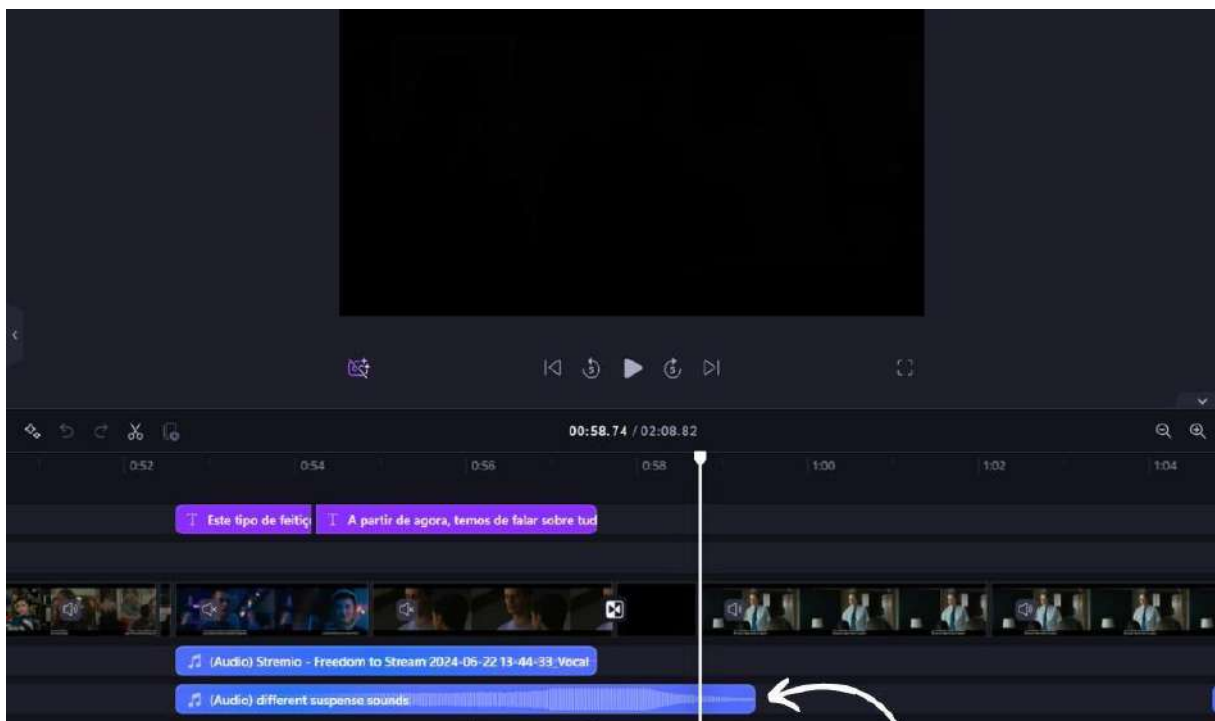 00:58.74 / 02:08.82
0:52 0:54 0:56 0:58 1:00 1:02 1:04
T Este tipo de feitiç T A partir de agora, temos de falar sobre tud
(Audio) Stremio - Freedom to Stream 2024-06-22 13-44-33_Vocal
(Audio) different suspense sounds